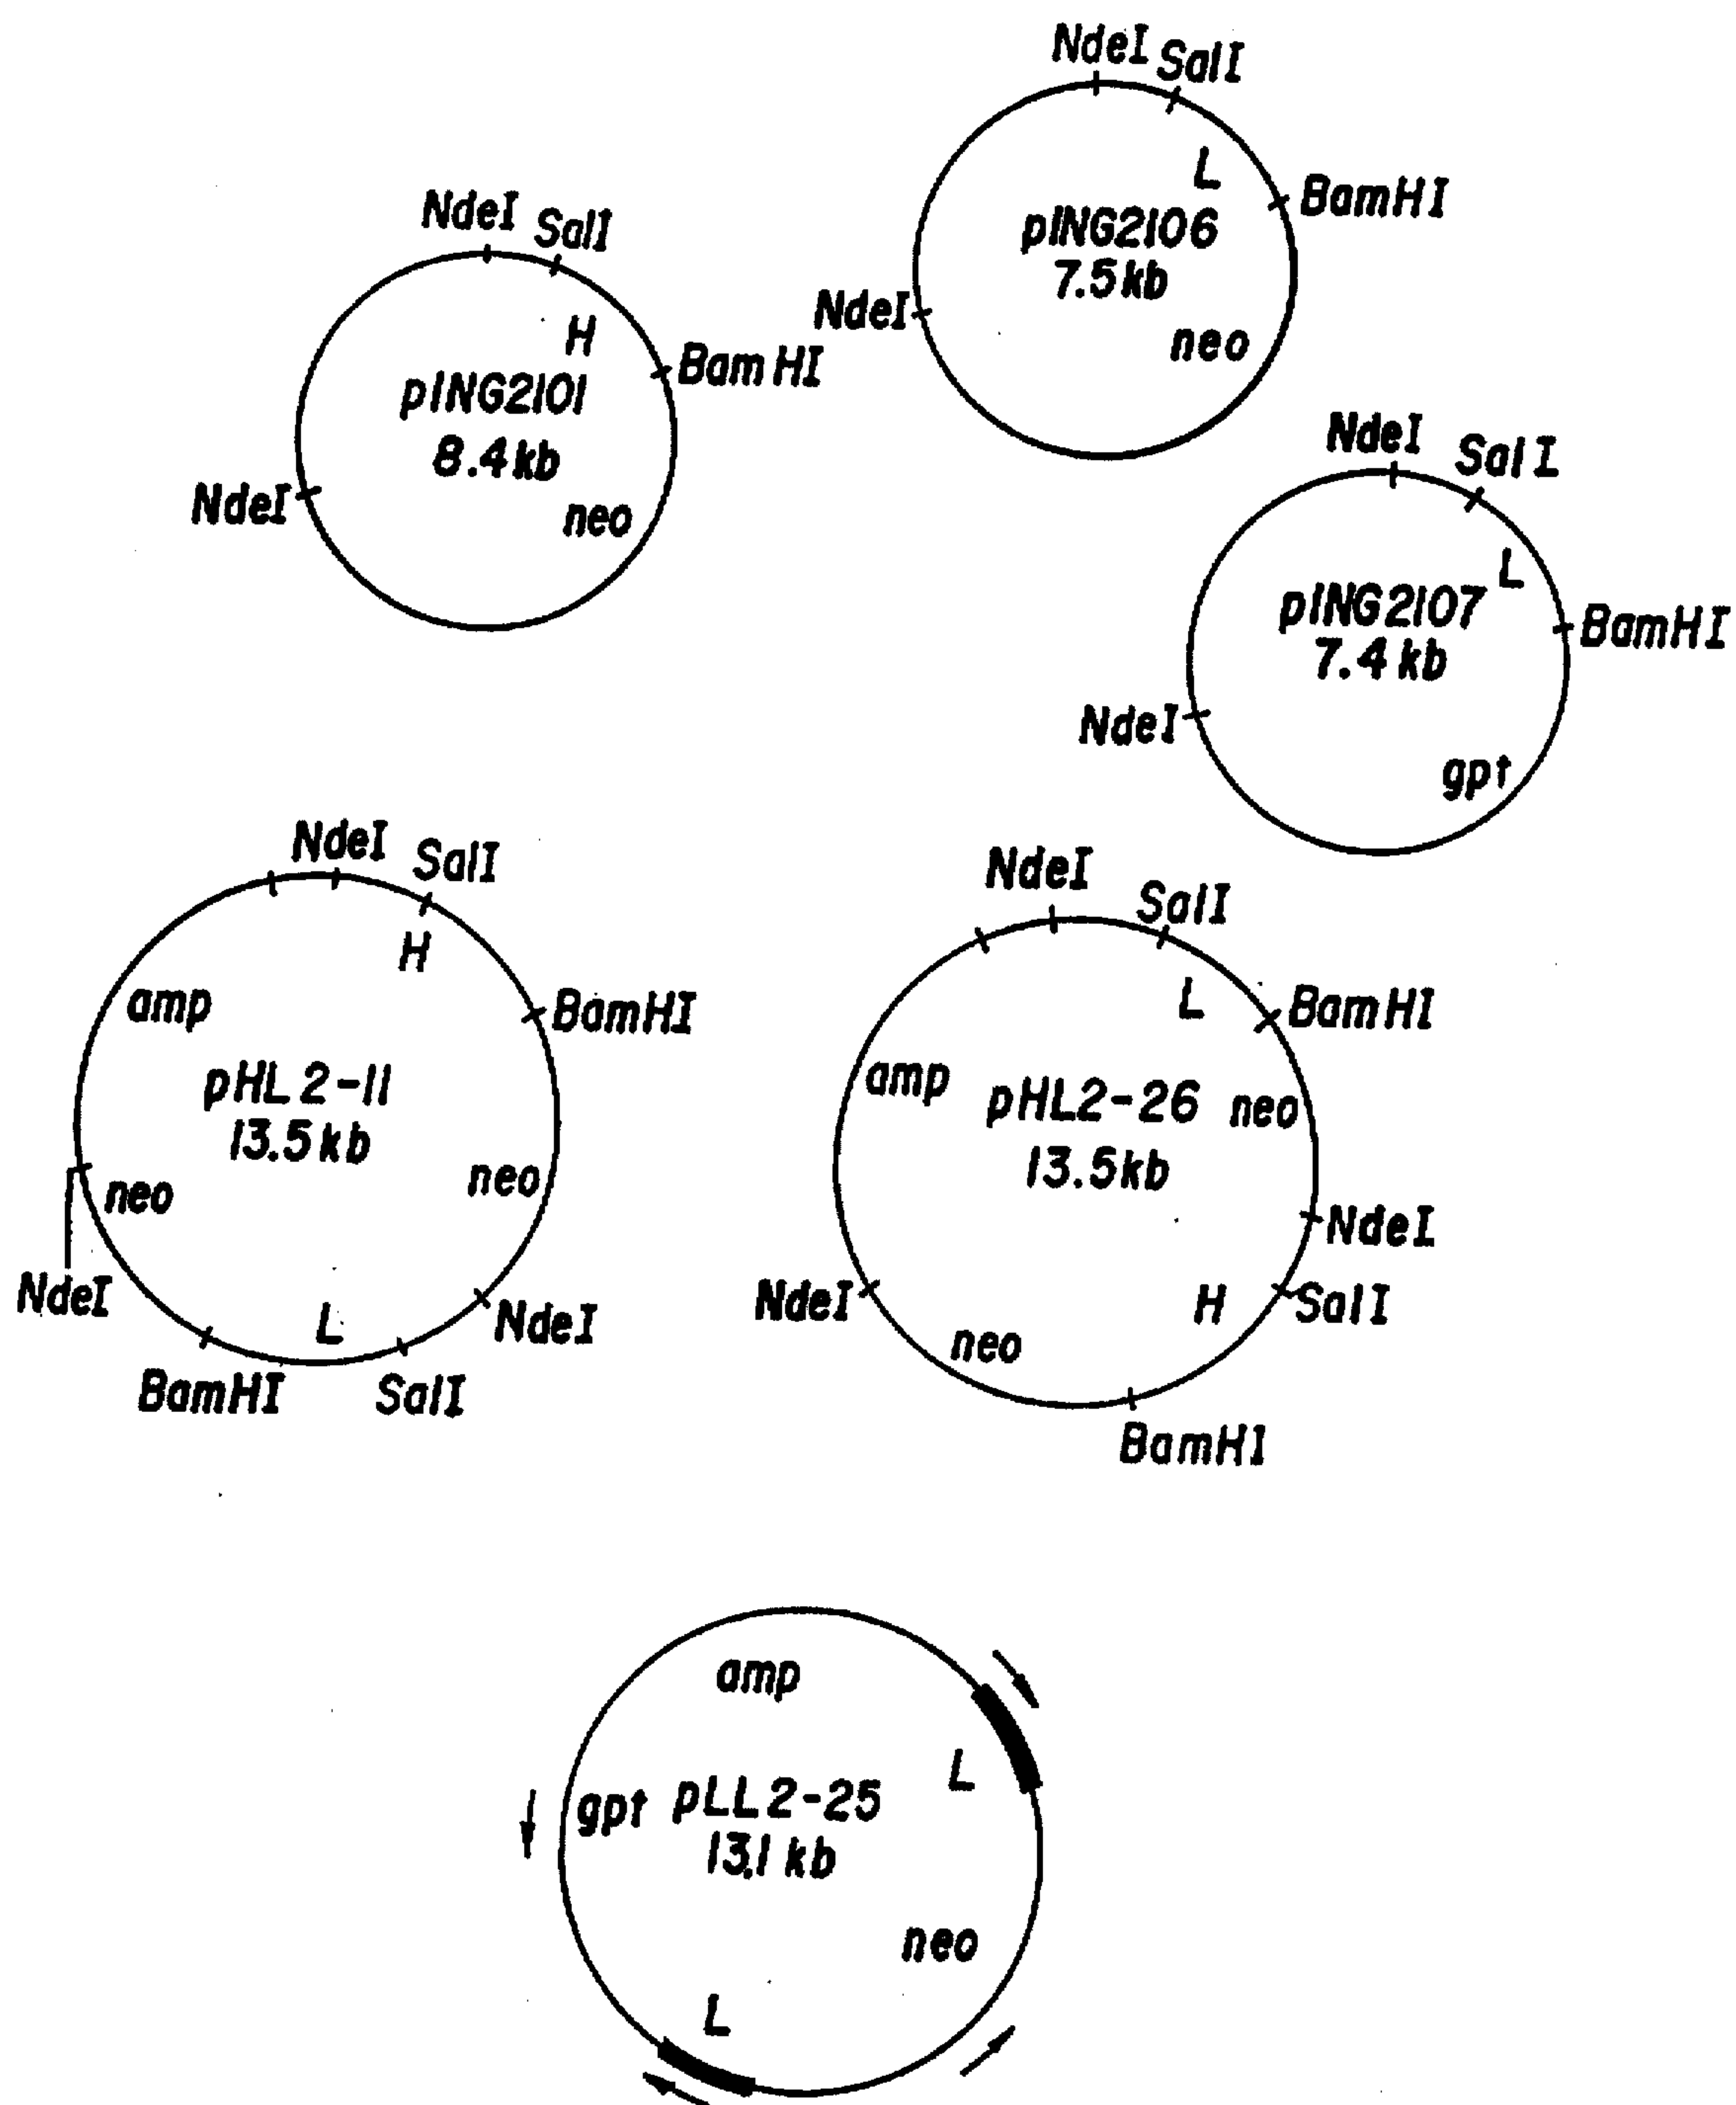 NdeI SalI
L
BamHI
pING2106
7.5kb
NdeI
neo
NdeI SalI
H
BamHI
pING2101
8.4kb
NdeI
neo
NdeI SalI
L
pING2107
7.4kb
BamHI
NdeI
gpt
NdeI SalI
H
amp
BamHI
pHL2-11
13.5kb
neo
neo
NdeI
L
NdeI
BamHI
SalI
NdeI
SalI
L
BamHI
amp
pHL2-26 neo
13.5kb
NdeI
NdeI
H
SalI
neo
BamHI
amp
L
gpt pLL2-25
13.1kb
neo
L